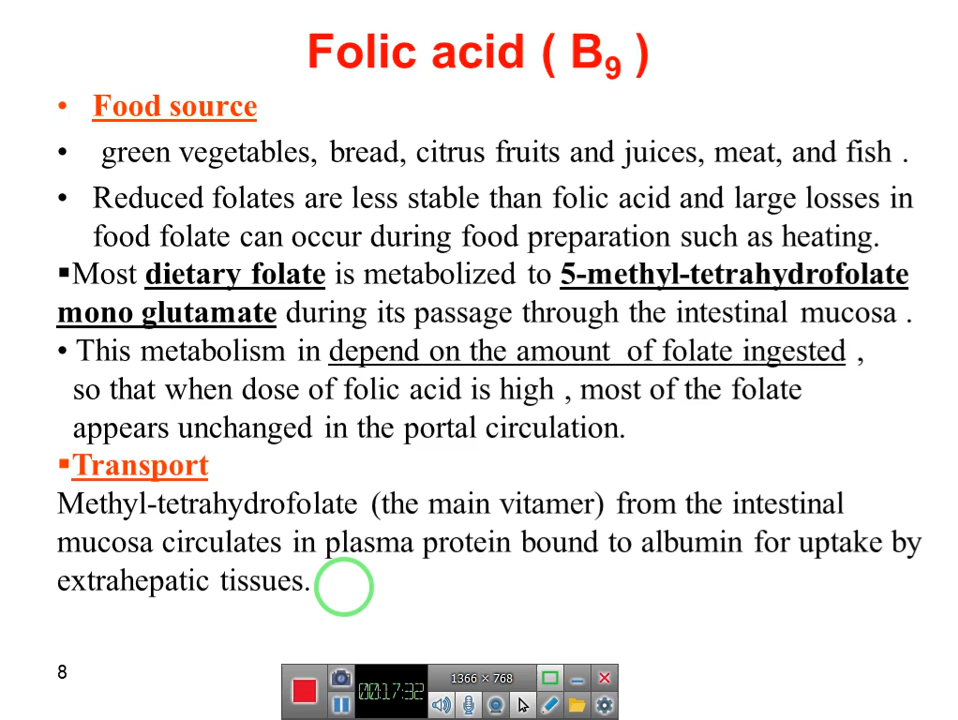 Folic acid ( B9 )
• Food source
• green vegetables, bread, citrus fruits and juices, meat, and fish .
• Reduced folates are less stable than folic acid and large losses in
food folate can occur during food preparation such as heating.
▪Most dietary folate is metabolized to 5-methyl-tetrahydrofolate
mono glutamate during its passage through the intestinal mucosa .
• This metabolism in depend on the amount of folate ingested ,
so that when dose of folic acid is high , most of the folate
appears unchanged in the portal circulation.
▪Transport
Methyl-tetrahydrofolate (the main vitamer) from the intestinal
mucosa circulates in plasma protein bound to albumin for uptake by
extrahepatic tissues.
8
1366 × 768
00:17:32